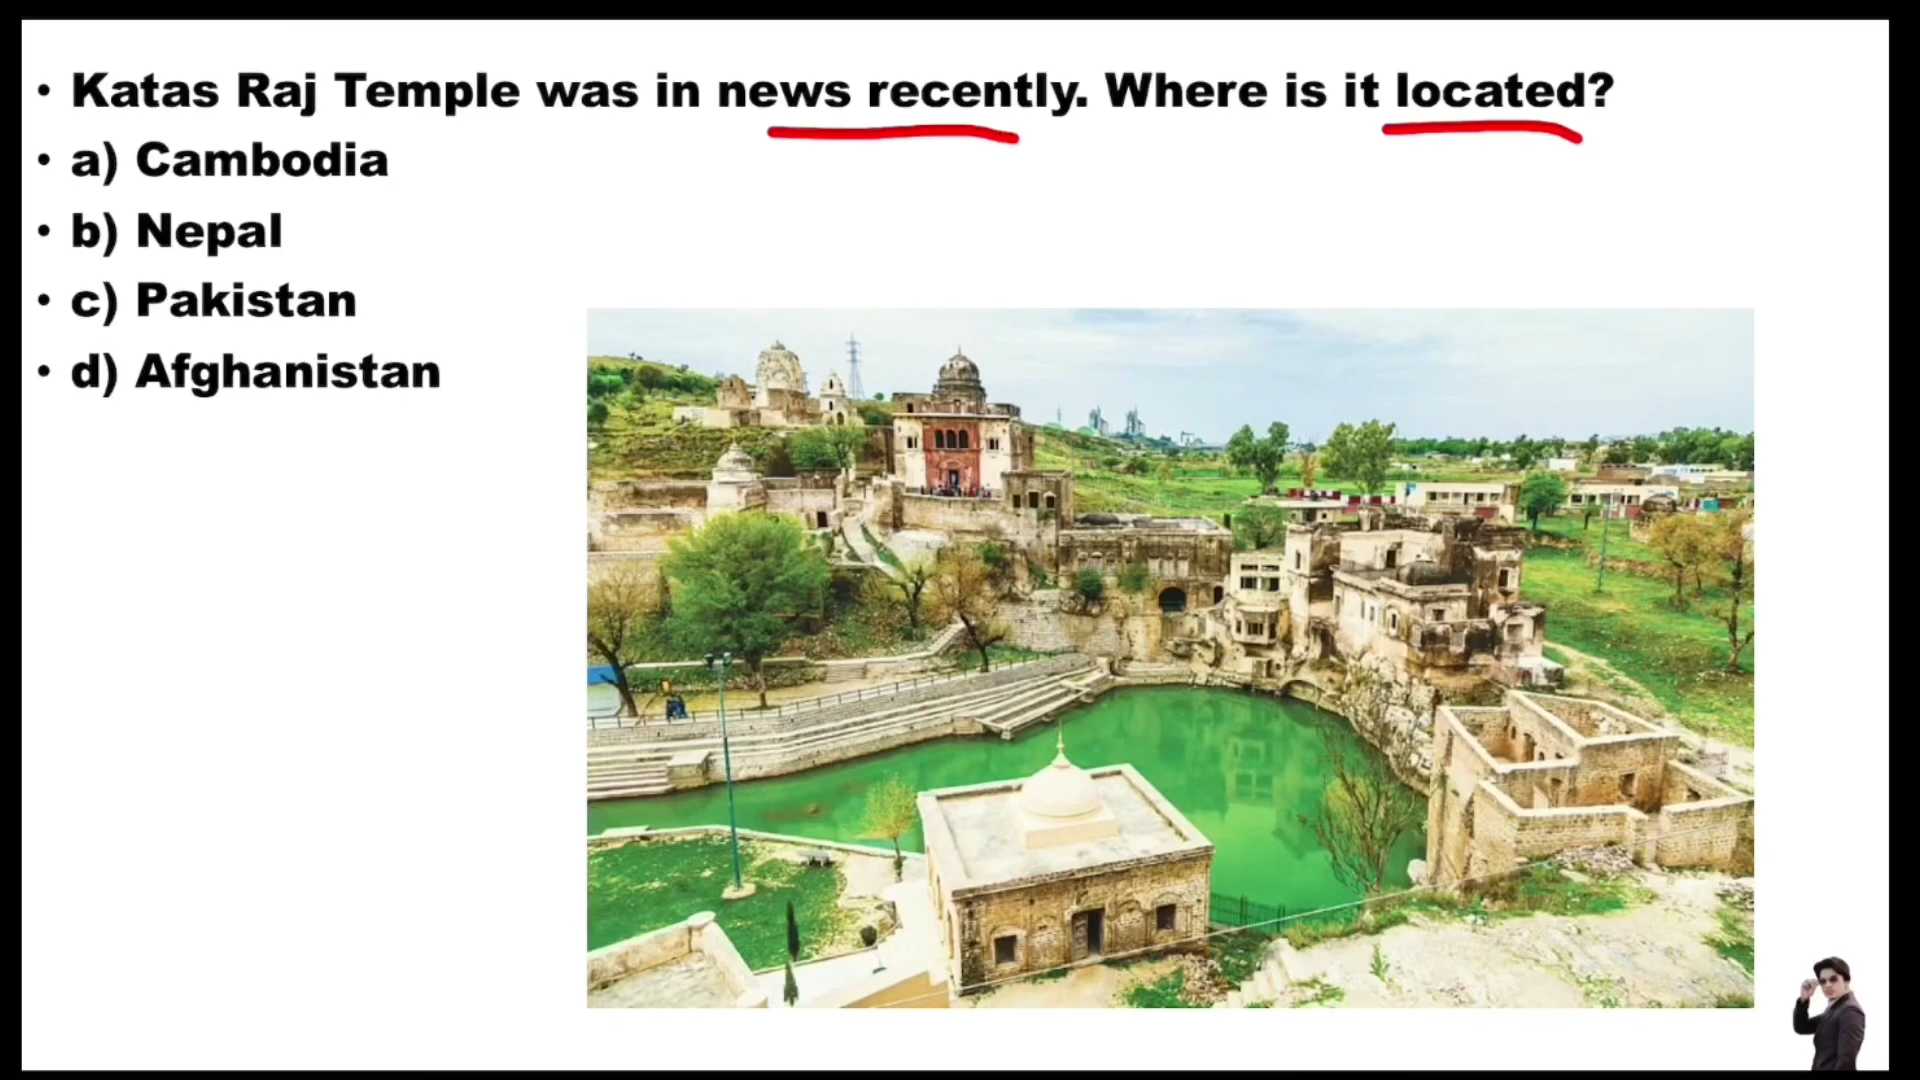 • Katas Raj Temple was in news recently. Where is it located?
• a) Cambodia
• b) Nepal
• c) Pakistan
• d) Afghanistan